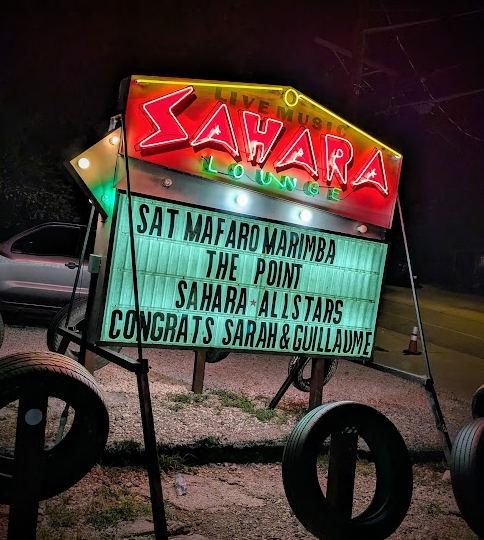 LIVE MUSIC
SAHARA
LOUNGE
SAT MAFARO MARIMBA
THE POINT
SAHARA★ALLSTARS
CONGRATS SARAH & GUILLAUME